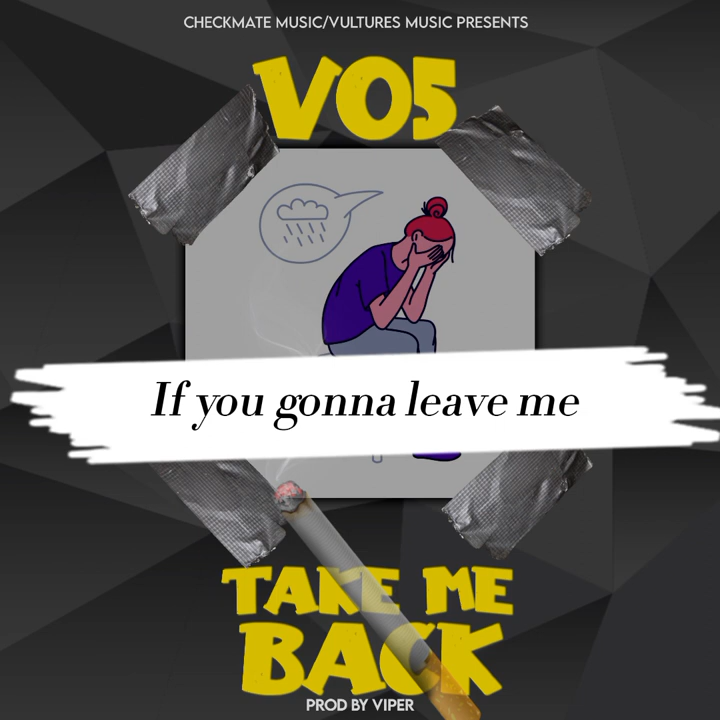 CHECKMATE MUSIC/VULTURES MUSIC PRESENTS
VO5
If you gonna leave me
TAKE ME
BACK
PROD BY VIPER